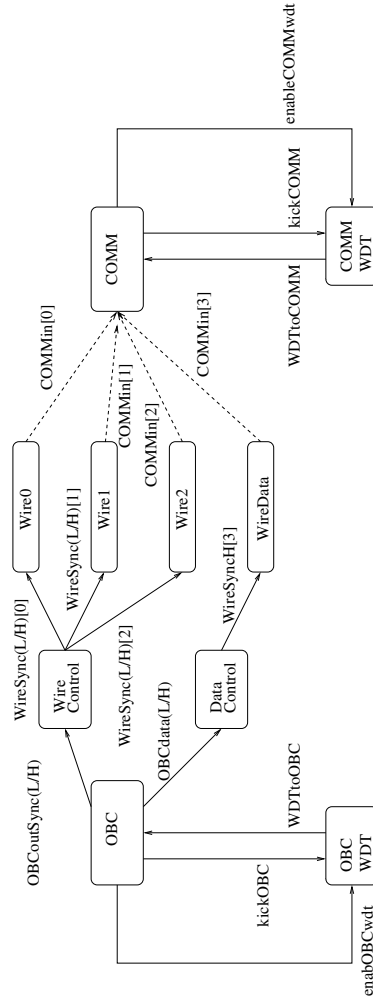 OBCoutSync(L/H)
WireSync(L/H)[0]
COMMin[0]
Wire0
WireSync(L/H)[1]
COMMin[1]
Wire1
Wire
Control
OBC
COMM
WireSync(L/H)[2]
COMMin[2]
Wire2
OBCdata(L/H)
WireSyncH[3]
COMMin[3]
Data
Control
WireData
kickOBC
WDTtoOBC
WDTtoCOMM
kickCOMM
enableCOMMwdt
enabOBCwdt
OBC
WDT
COMM
WDT